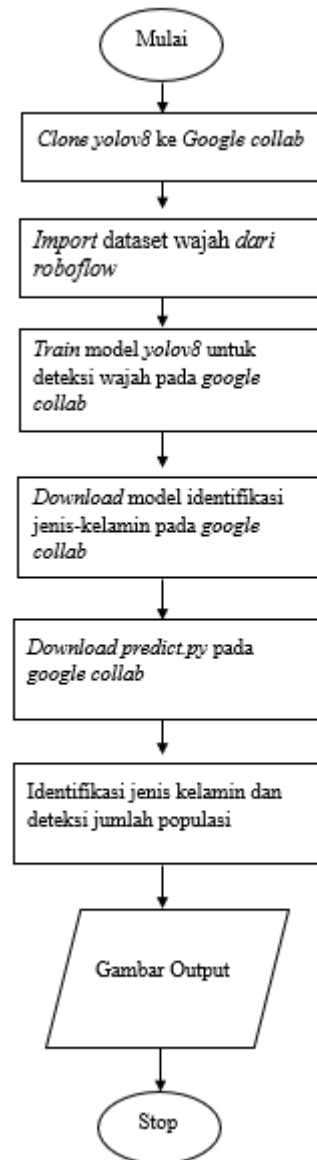 Mulai
Clone yolov8 ke Google collab
Import dataset wajah dari
roboflow
Train model yolov8 untuk
deteksi wajah pada google
collab
Download model identifikasi
jenis-kelamin pada google
collab
Download predict.py pada
google collab
Identifikasi jenis kelamin dan
deteksi jumlah populasi
Gambar Output
Stop